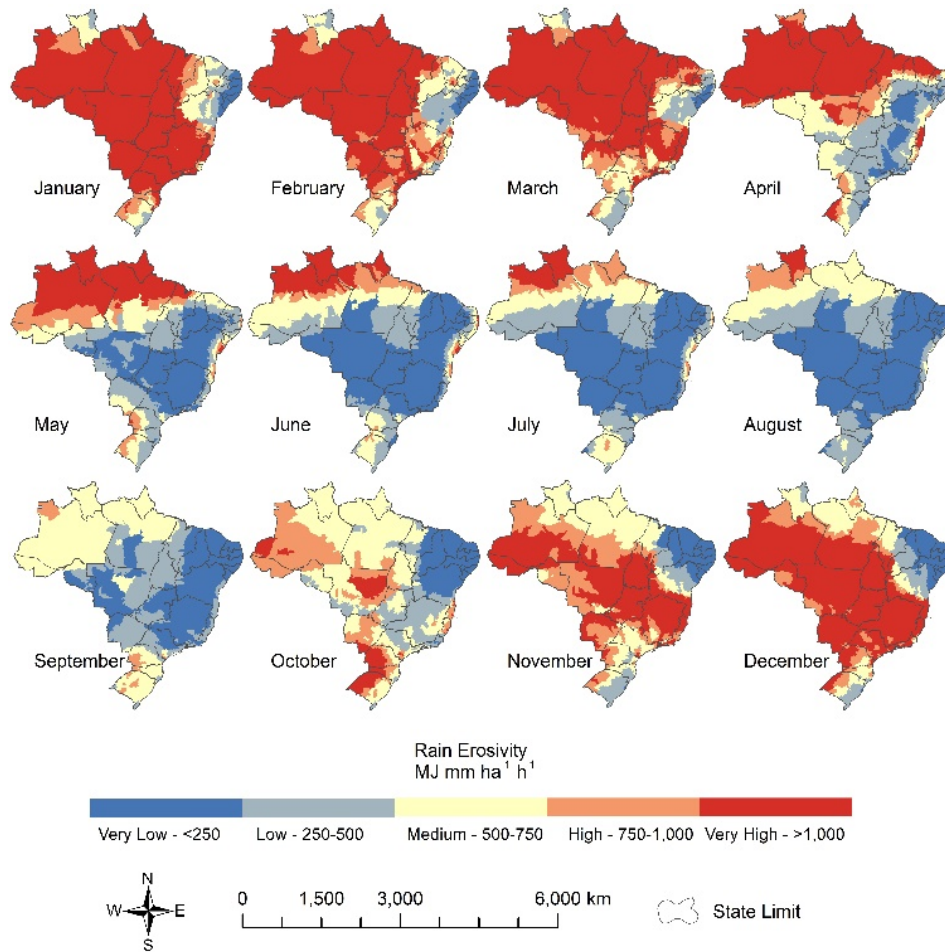 January
February
March
April
May
June
July
August
September
October
November
December
Rain Erosivity
MJ mm ha¹ h¹
Very Low - <250
Low - 250-500
Medium - 500-750
High - 750-1,000
Very High - >1,000
N
W E
S
0 1,500 3,000 6,000 km
State Limit